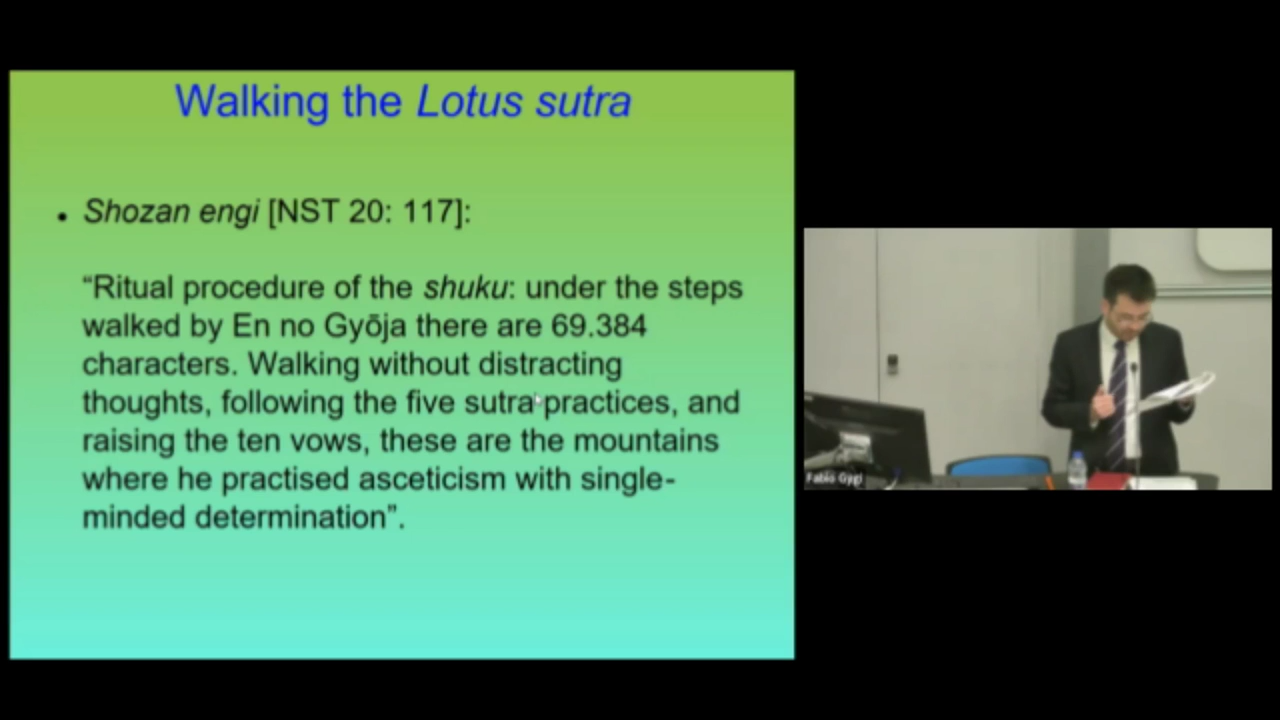 Walking the Lotus sutra
• Shozan engi [NST 20: 117]:
“Ritual procedure of the shuku: under the steps
walked by En no Gyōja there are 69.384
characters. Walking without distracting
thoughts, following the five sutra practices, and
raising the ten vows, these are the mountains
where he practised asceticism with single-
minded determination”.
Fabio Gygi